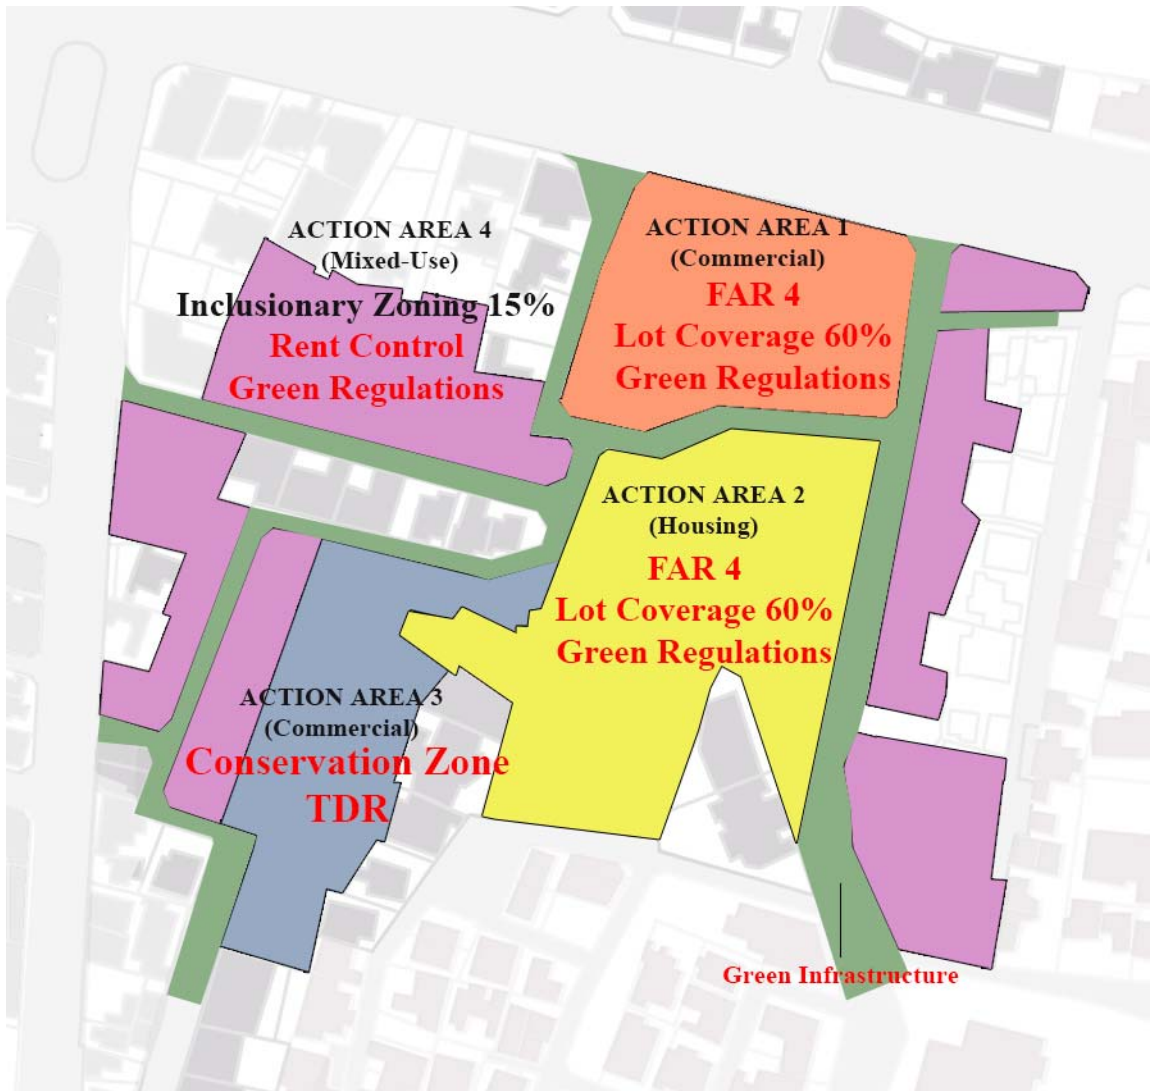 ACTION AREA 4
(Mixed-Use)
Inclusionary Zoning 15%
Rent Control
Green Regulations
ACTION AREA 1
(Commercial)
FAR 4
Lot Coverage 60%
Green Regulations
ACTION AREA 2
(Housing)
FAR 4
Lot Coverage 60%
Green Regulations
ACTION AREA 3
(Commercial)
Conservation Zone
TDR
Green Infrastructure